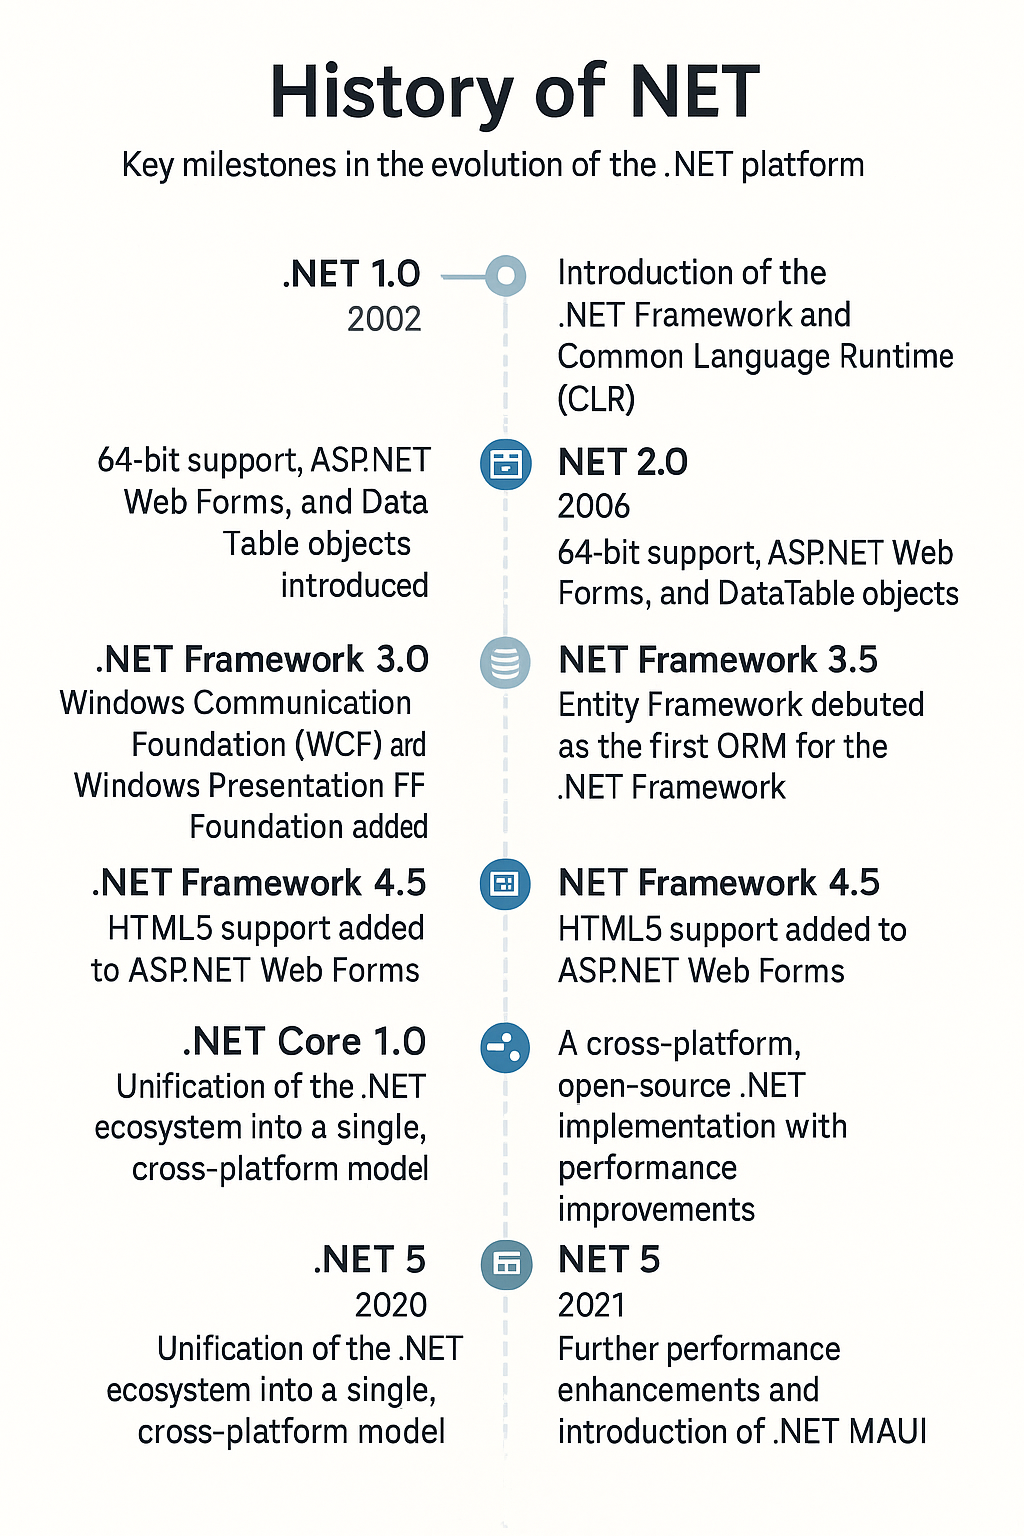 History of NET
Key milestones in the evolution of the .NET platform
.NET 1.0
2002
Introduction of the
.NET Framework and
Common Language Runtime
(CLR)
64-bit support, ASP.NET
Web Forms, and Data
Table objects
introduced
NET 2.0
2006
64-bit support, ASP.NET Web
Forms, and DataTable objects
.NET Framework 3.0
Windows Communication
Foundation (WCF) ard
Windows Presentation FF
Foundation added
NET Framework 3.5
Entity Framework debuted
as the first ORM for the
.NET Framework
.NET Framework 4.5
HTML5 support added
to ASP.NET Web Forms
NET Framework 4.5
HTML5 support added to
ASP.NET Web Forms
.NET Core 1.0
Unification of the .NET
ecosystem into a single,
cross-platform model
A cross-platform,
open-source .NET
implementation with
performance
improvements
.NET 5
2020
Unification of the .NET
ecosystem into a single,
cross-platform model
NET 5
2021
Further performance
enhancements and
introduction of .NET MAUI